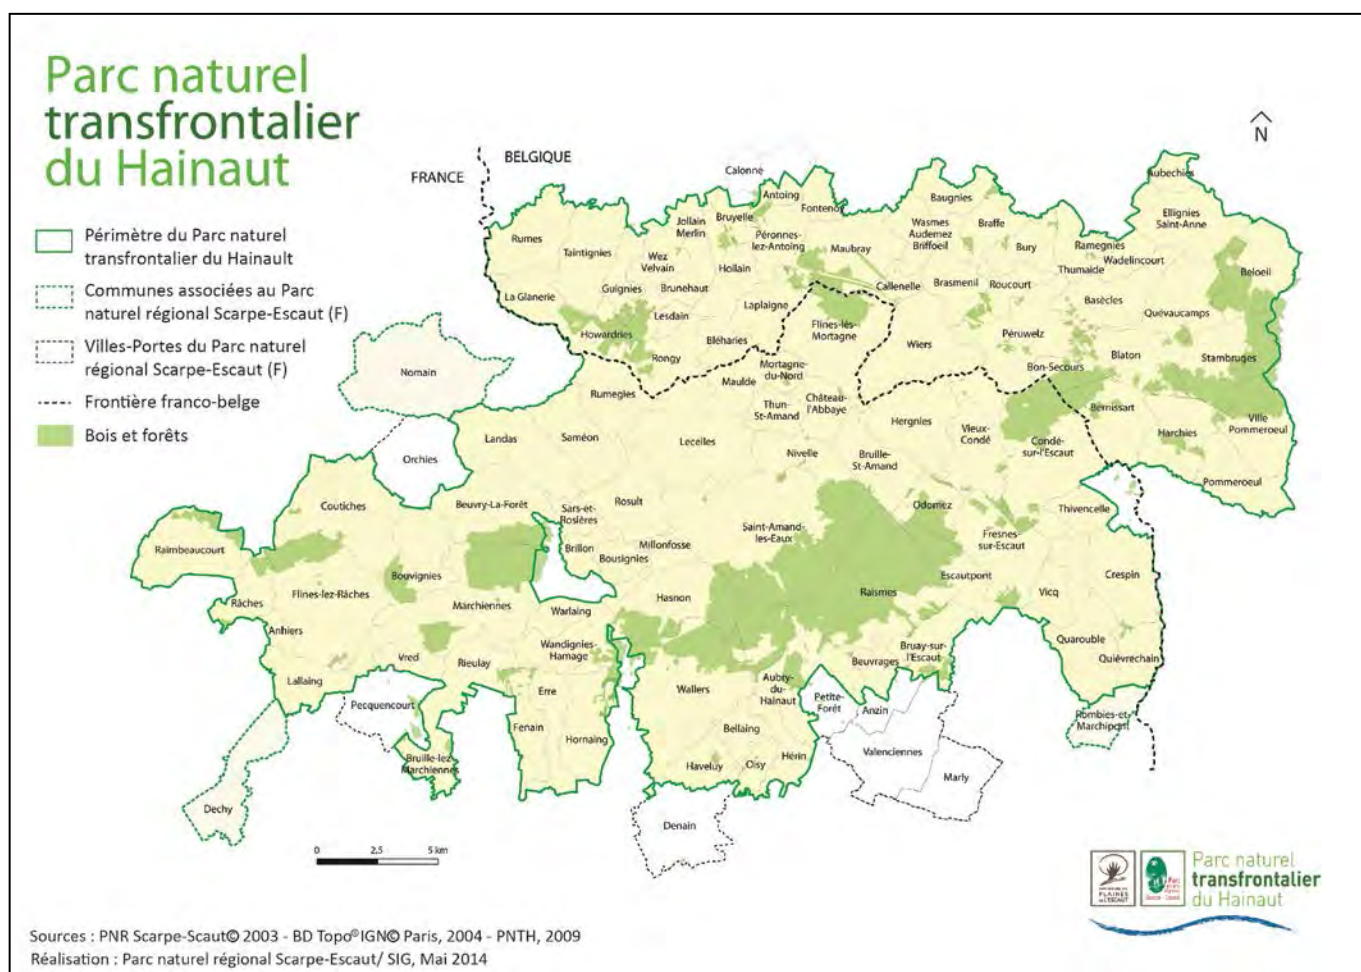 Parc naturel
transfrontalier
du Hainaut
Périmètre du Parc naturel
transfrontalier du Hainault
Communes associées au Parc
naturel régional Scarpe-Escaut (F)
Villes-Portes du Parc naturel
régional Scarpe-Escaut (F)
Frontière franco-belge
Bois et forêts
FRANCE
BELGIQUE
N
Calonne
Antoing
Fontenoy
Aubechies
Baugnies
Ellignies
Saint-Anne
Rumes
Taintignies
Jollain
Merlin
Bruyelle
Péronnes-
lez-Antoing
Maubray
Wasmes
Audemez
Briffoeil
Braffe
Bury
Ramegnies
Wadelincourt
Thumaide
Beloeil
Wez
Velvain
Hollain
Guignies
Brunehaut
La Glanerie
Lesdain
Laplaigne
Callenelle
Brasmenil
Roucourt
Basècles
Quévaucamps
Howardries
Bléharies
Flines-lès-
Mortagne
Wiers
Péruwelz
Rongy
Blaton
Stambruges
Bon-Secours
Nomain
Rumegies
Maulde
Mortagne-
du-Nord
Thun-
St-Amand
Château-
l'Abbaye
Hergnies
Vieux-
Condé
Condé-
sur-l'Escaut
Bernissart
Harchies
Ville
Pommeroeul
Pommeroeul
Landas
Saméon
Lecelles
Nivelle
Bruille-
St-Amand
Orchies
Coutiches
Beuvry-La-Forêt
Sars-et-
Rosières
Rosult
Saint-Amand
les-Eaux
Odomez
Fresnes-
sur-Escaut
Thivencelle
Raimbeaucourt
Brillon
Bousignies
Millonfosse
Bouvignies
Flines-lez-Râches
Marchiennes
Warlaing
Hasnon
Raismes
Escautpont
Vicq
Crespin
Râches
Anhiers
Vred
Rieulay
Wandignies-
Hamage
Beuvrages
Bruay-sur-
l'Escaut
Quarouble
Quiévrechain
Lallaing
Pecquencourt
Erre
Wallers
Aubry-
du-
Hainaut
Petite-
Forêt
Anzin
Rombies-et-
Marchipont
Fenain
Hornaing
Bellaing
Valenciennes
Bruille-lez-
Marchiennes
Haveluy
Oisy
Hérin
Marly
Dechy
Denain
0 2,5 5 km
Parc naturel
transfrontalier
du Hainaut
PLAINES
Sources : PNR Scarpe-Scaut© 2003 - BD Topo®IGN© Paris, 2004 - PNTH, 2009
Réalisation : Parc naturel régional Scarpe-Escaut/ SIG, Mai 2014